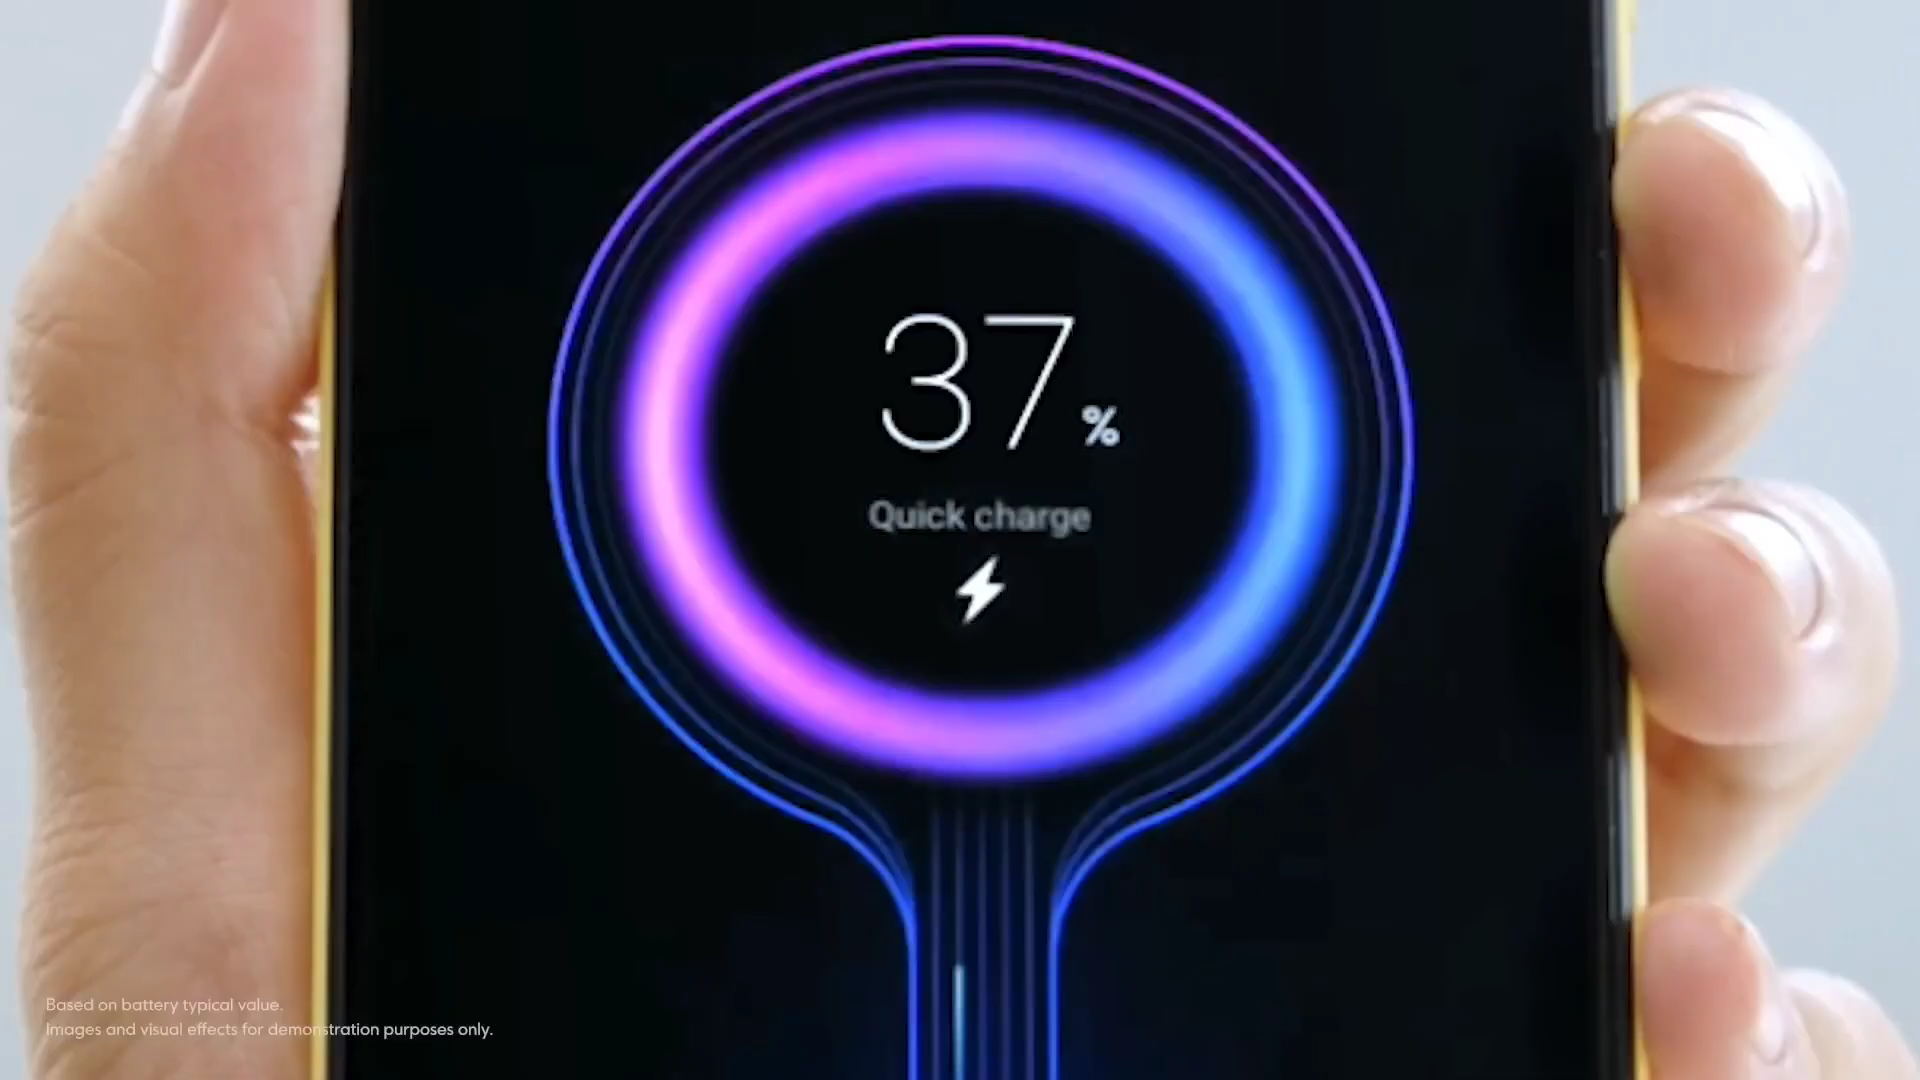 37%
Quick charge
Based on battery typical value.
Images and visual effects for demonstration purposes only.